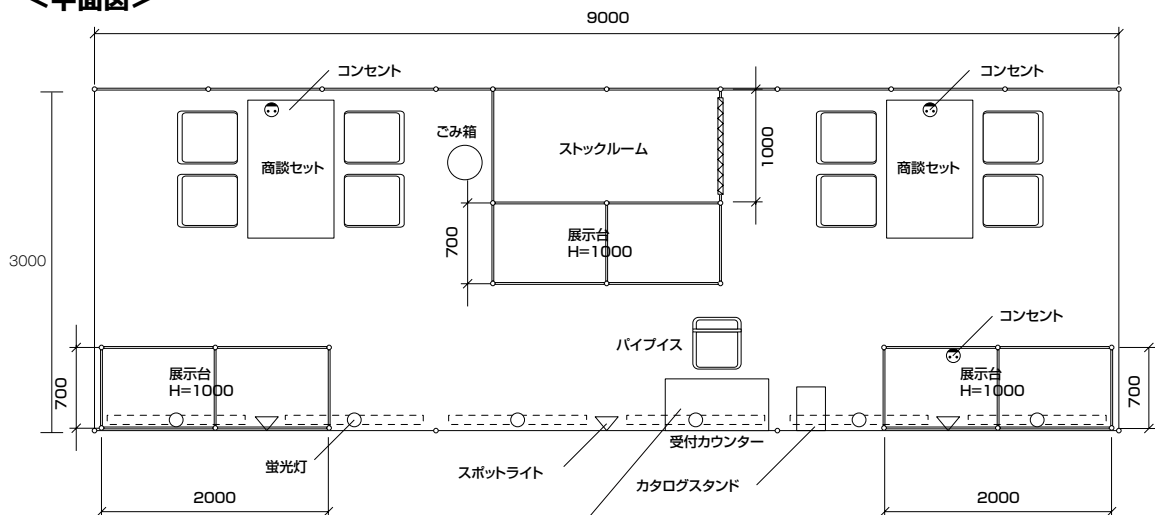 <平面図>
9000
コンセント
コンセント
ごみ箱
ストックルーム
商談セット
商談セット
1000
700
展示台
H=1000
3000
コンセント
パイプイス
展示台
H=1000
展示台
H=1000
700
700
受付カウンター
蛍光灯
スポットライト
カタログスタンド
2000
2000